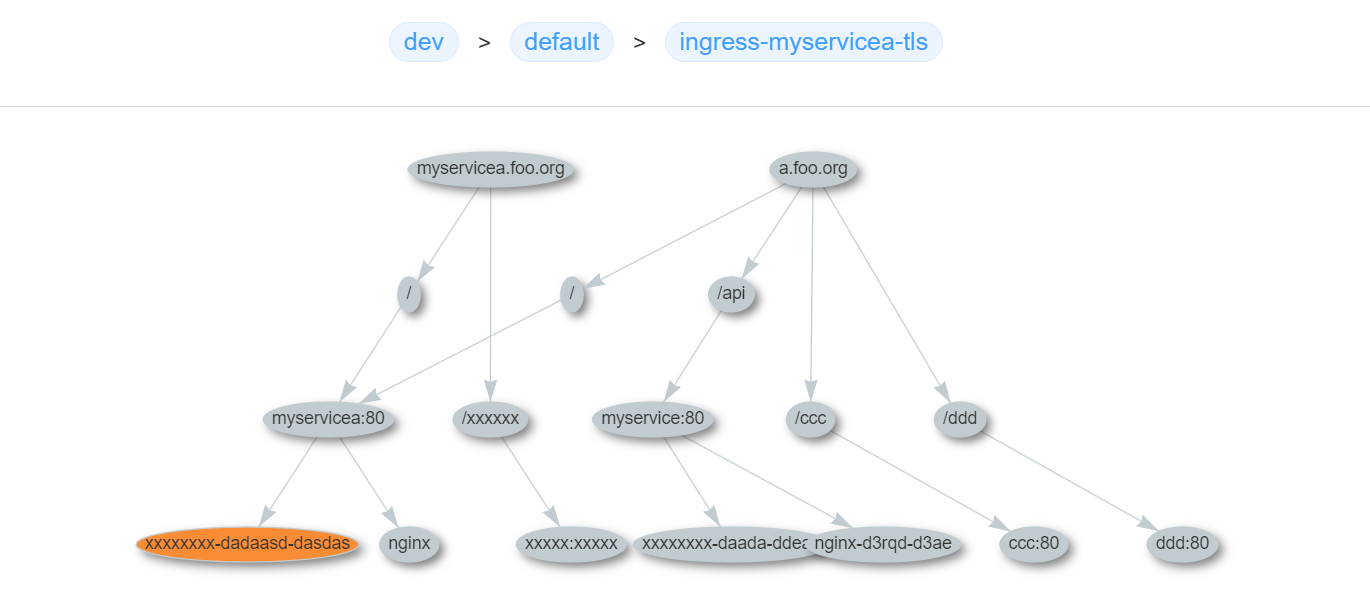 dev > default > ingress-myservicea-tls
myservicea.foo.org a.foo.org
/ / /api
myservicea:80 /xxxxxx myservice:80 /ccc /ddd
xxxxxxxx-dadaasd-dasdas nginx xxxxx:xxxxx xxxxxxxx-daada- nginx-d3rqd-d3ae ccc:80 ddd:80